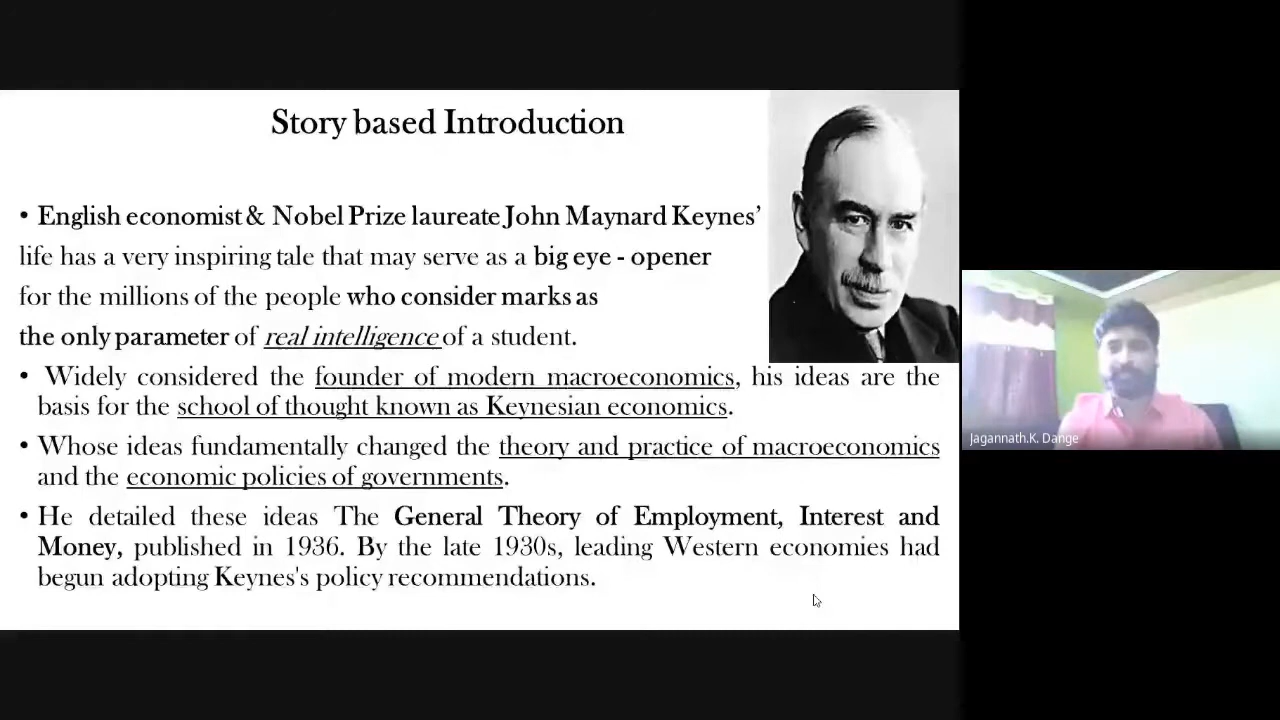 Story based Introduction
• English economist & Nobel Prize laureate John Maynard Keynes’
life has a very inspiring tale that may serve as a big eye - opener
for the millions of the people who consider marks as
the only parameter of real intelligence of a student.
• Widely considered the founder of modern macroeconomics, his ideas are the
basis for the school of thought known as Keynesian economics.
• Whose ideas fundamentally changed the theory and practice of macroeconomics
and the economic policies of governments.
• He detailed these ideas The General Theory of Employment, Interest and
Money, published in 1936. By the late 1930s, leading Western economies had
begun adopting Keynes's policy recommendations.
Jagannath.K. Dange